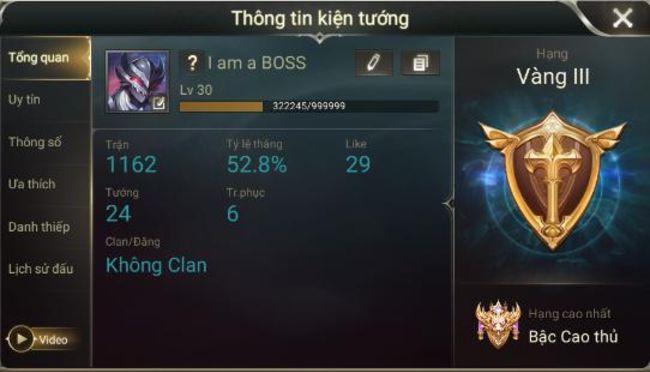 Thông tin kiện tướng
Tổng quan
Uy tín
Thông số
Ưa thích
Danh thiếp
Lịch sử đấu
Video
? I am a BOSS
Lv 30
322245/999999
Trận Tỷ lệ thắng Like
1162 52.8% 29
Tướng Tr.phục
24 6
Clan/Đăng
Không Clan
Hạng
Vàng III
Hạng cao nhất
Bậc Cao thủ